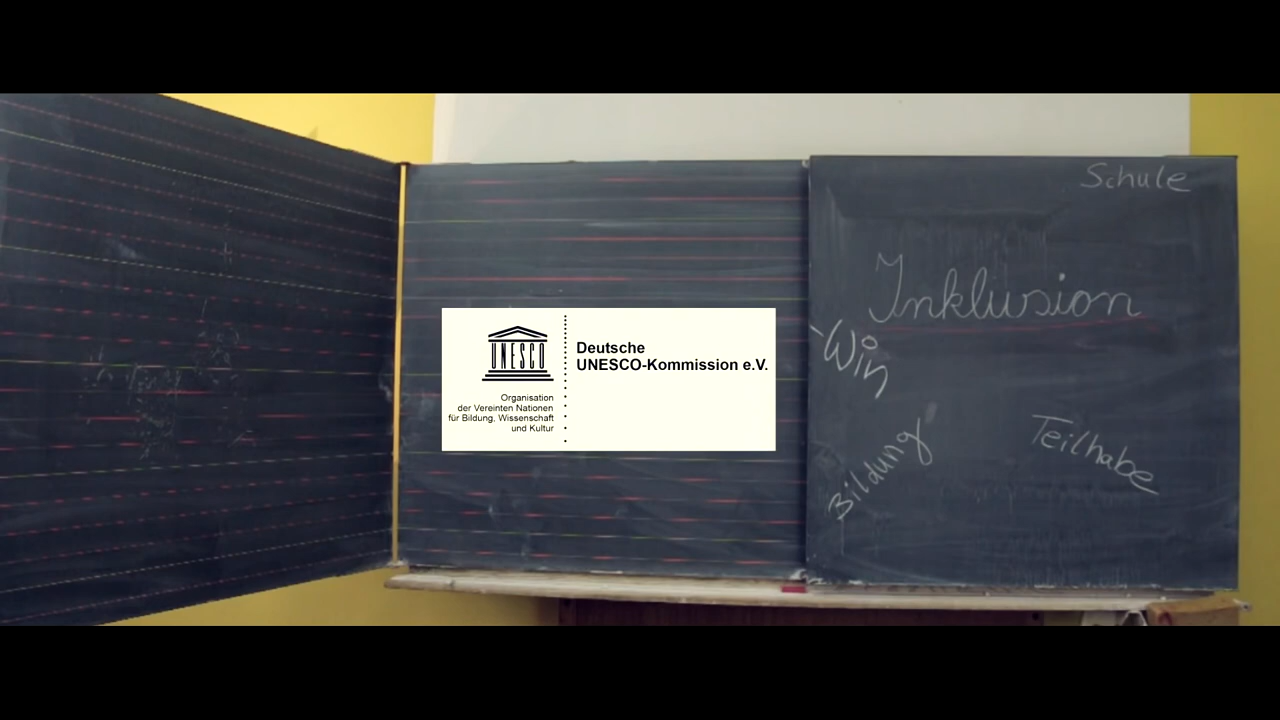 Schule
Inklusion
Win
Bildung
Teilhabe
UNESCO
Deutsche
UNESCO-Kommission e.V.
Organisation
der Vereinten Nationen
für Bildung, Wissenschaft
und Kultur